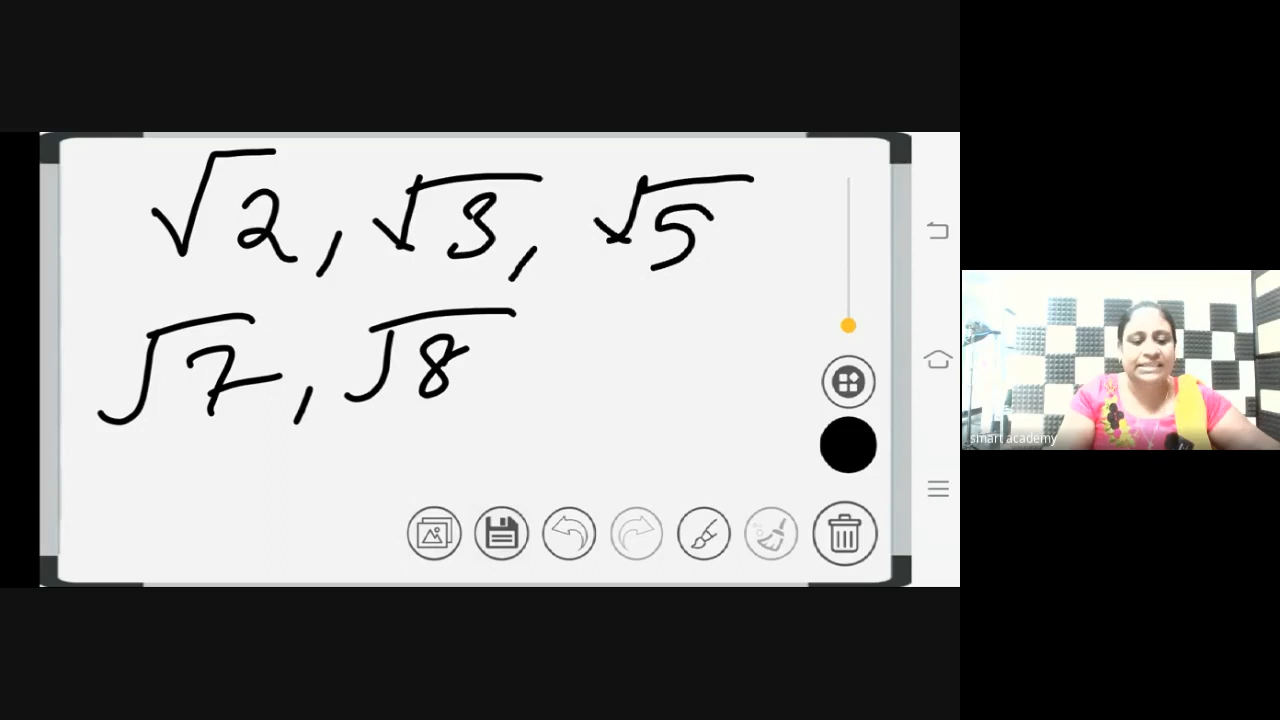 √2, √3, √5
√7, √8
smart academy